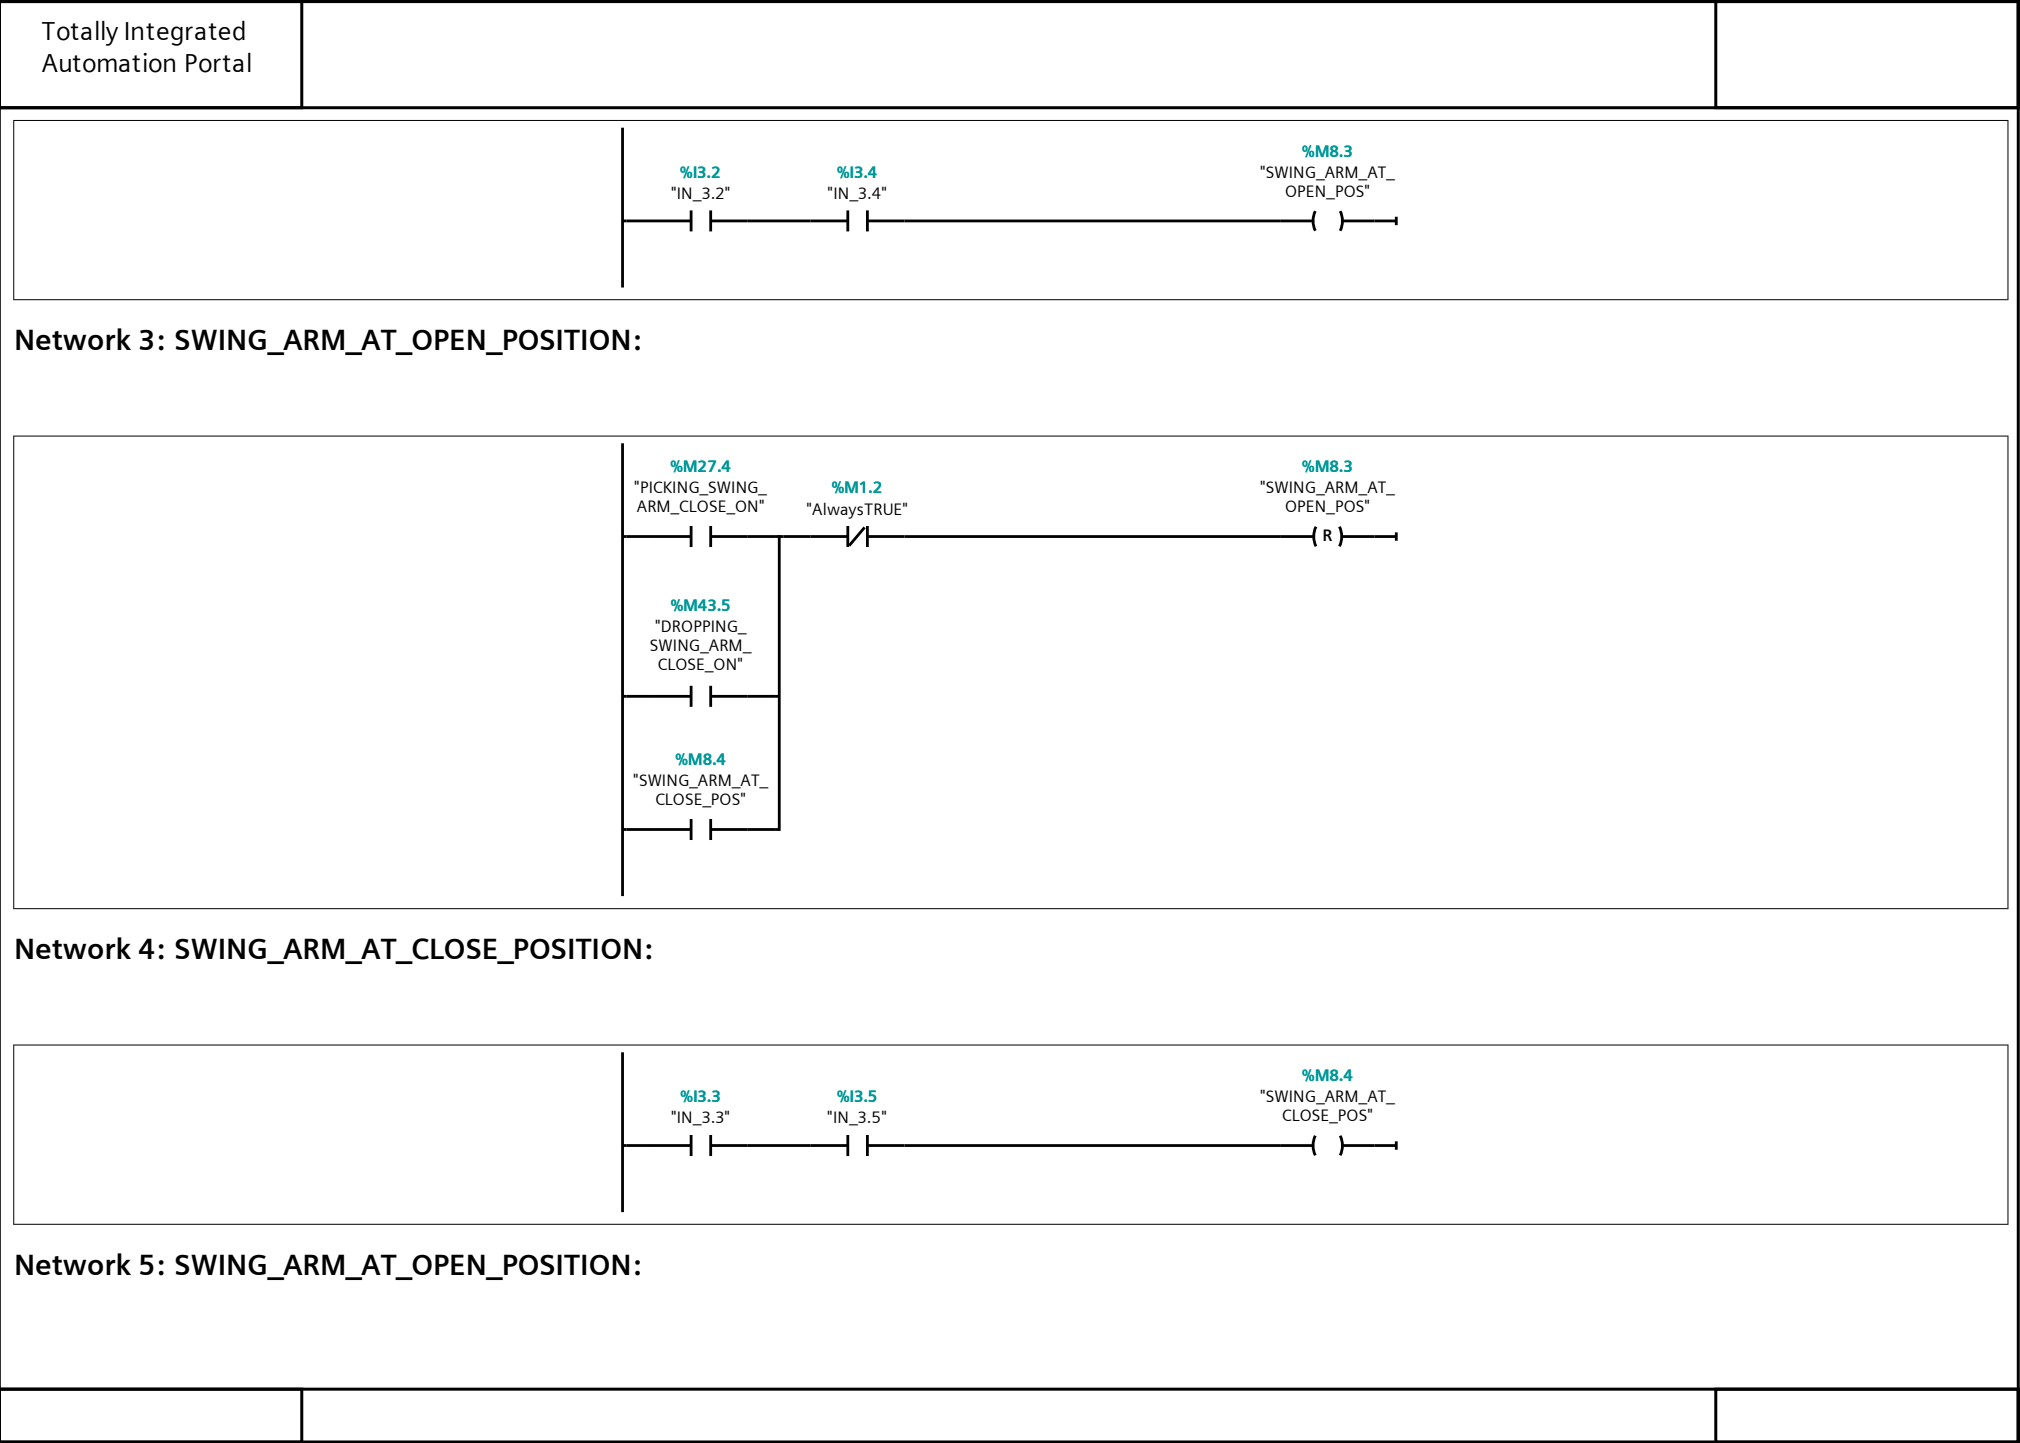 Totally Integrated
Automation Portal
%I3.2
"IN_3.2"
%I3.4
"IN_3.4"
%M8.3
"SWING_ARM_AT_
OPEN_POS"
Network 3: SWING_ARM_AT_OPEN_POSITION:
%M27.4
"PICKING_SWING_
ARM_CLOSE_ON"
%M1.2
"AlwaysTRUE"
%M8.3
"SWING_ARM_AT_
OPEN_POS"
R
%M43.5
"DROPPING_
SWING_ARM_
CLOSE_ON"
%M8.4
"SWING_ARM_AT_
CLOSE_POS"
Network 4: SWING_ARM_AT_CLOSE_POSITION:
%I3.3
"IN_3.3"
%I3.5
"IN_3.5"
%M8.4
"SWING_ARM_AT_
CLOSE_POS"
Network 5: SWING_ARM_AT_OPEN_POSITION: